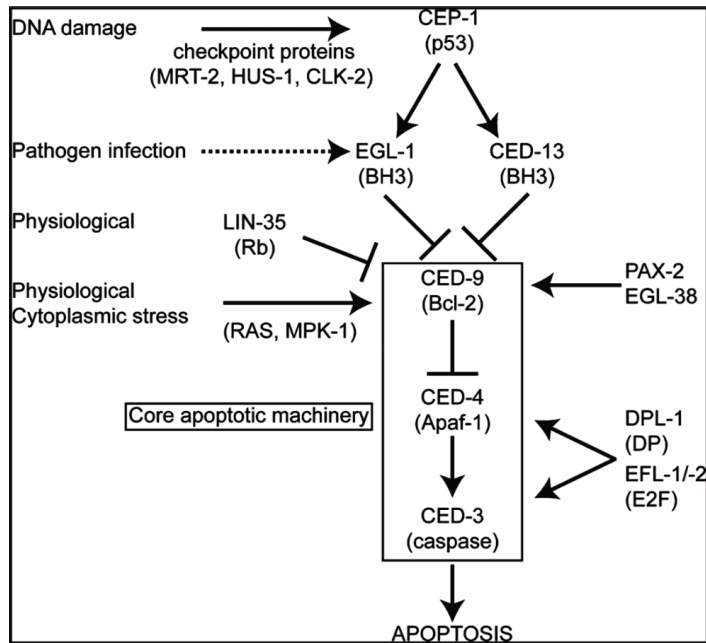 DNA damage
checkpoint proteins
(MRT-2, HUS-1, CLK-2)
CEP-1
(p53)
Pathogen infection
EGL-1
(BH3)
CED-13
(BH3)
Physiological
LIN-35
(Rb)
Physiological
Cytoplasmic stress
(RAS, MPK-1)
CED-9
(Bcl-2)
PAX-2
EGL-38
Core apoptotic machinery
CED-4
(Apaf-1)
DPL-1
(DP)
EFL-1/-2
(E2F)
CED-3
(caspase)
APOPTOSIS